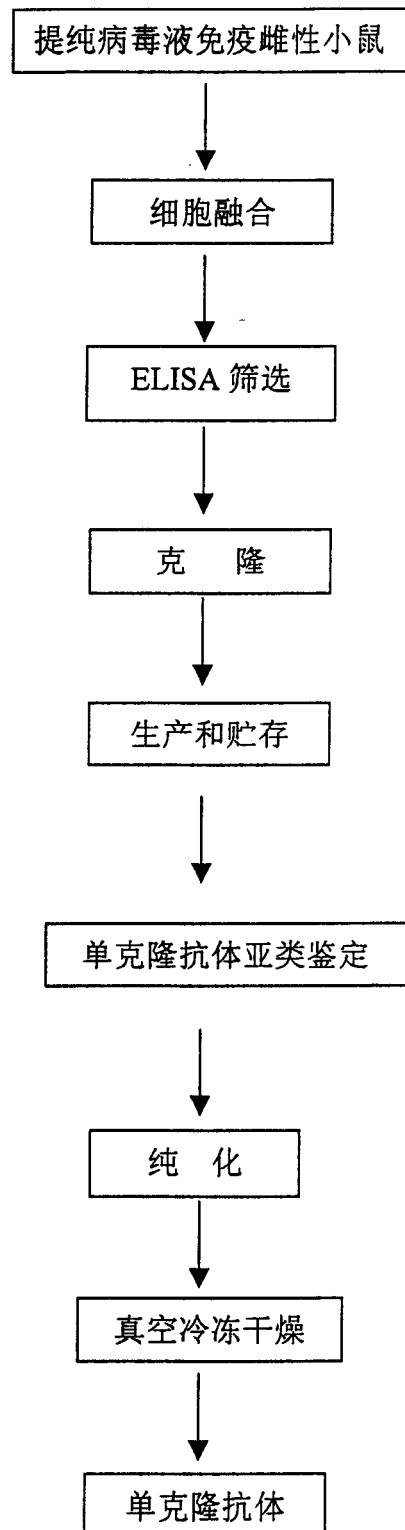 提纯病毒液免疫雌性小鼠
细胞融合
ELISA 筛选
克 隆
生产和贮存
单克隆抗体亚类鉴定
纯 化
真空冷冻干燥
单克隆抗体